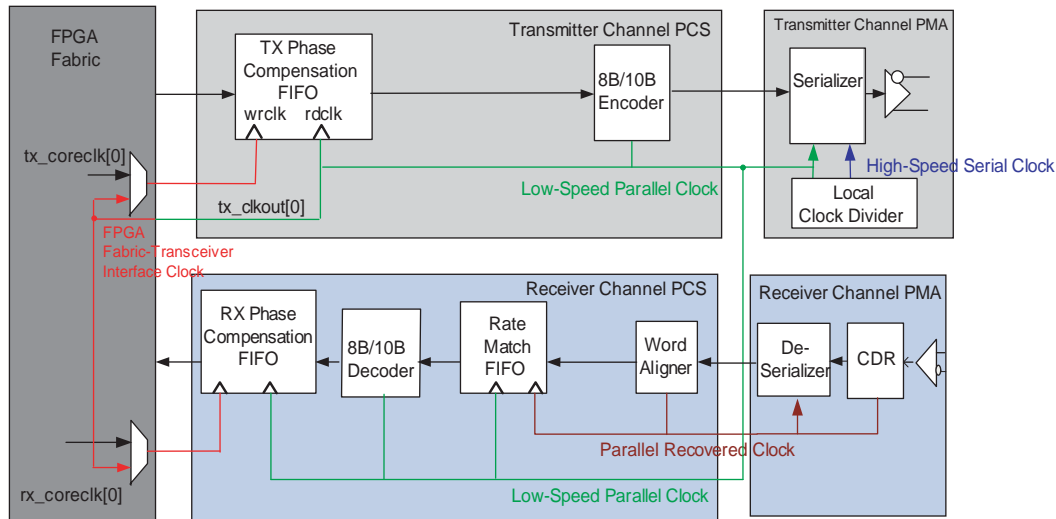 FPGA
Fabric
Transmitter Channel PCS
Transmitter Channel PMA
TX Phase
Compensation
FIFO
wrclk rdclk
8B/10B
Encoder
Serializer
tx_coreclk[0]
High-Speed Serial Clock
Low-Speed Parallel Clock
Local
Clock Divider
tx_clkout[0]
FPGA
Fabric-Transceiver
Interface Clock
Receiver Channel PCS
Receiver Channel PMA
RX Phase
Compensation
FIFO
8B/10B
Decoder
Rate
Match
FIFO
Word
Aligner
De-
Serializer
CDR
Parallel Recovered Clock
rx_coreclk[0]
Low-Speed Parallel Clock